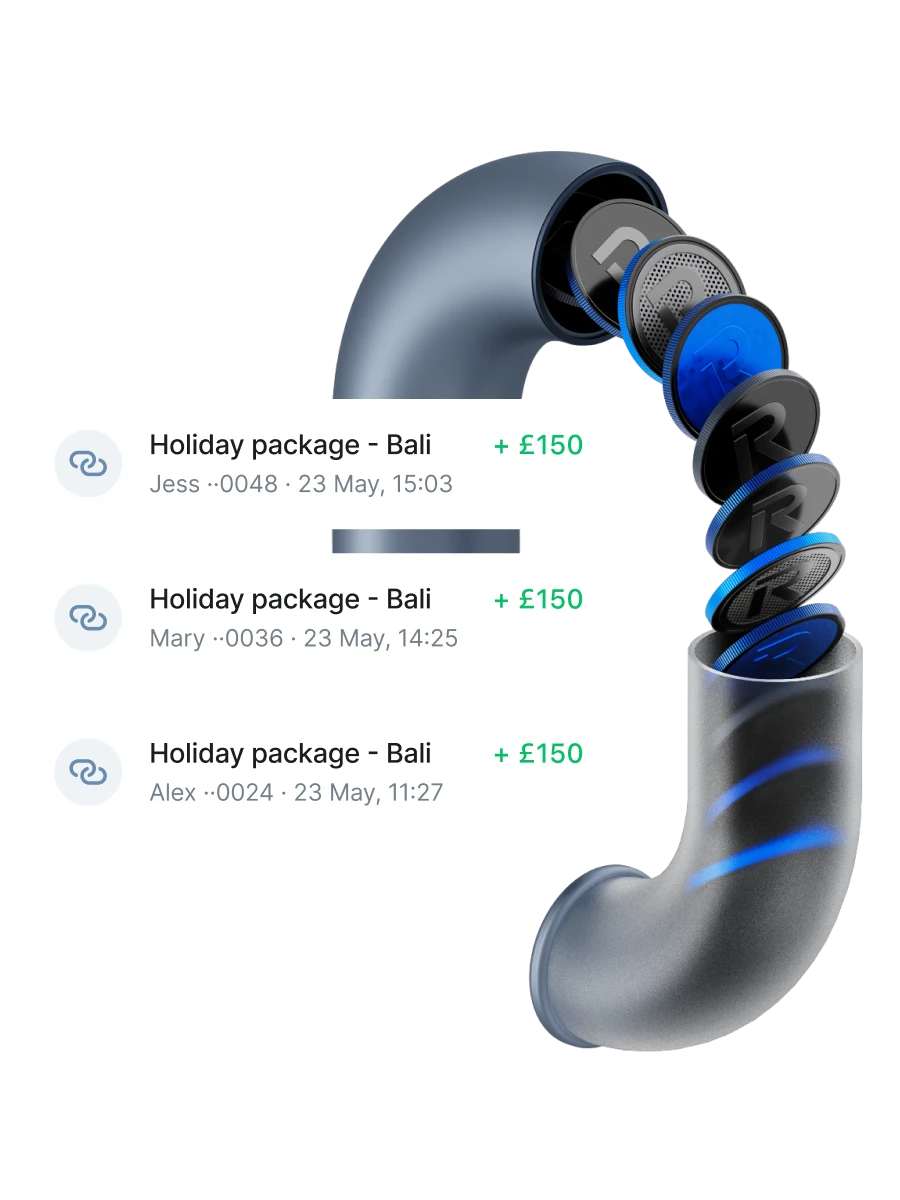 Holiday package - Bali + £150
Jess ··0048 · 23 May, 15:03
Holiday package - Bali + £150
Mary ··0036 · 23 May, 14:25
Holiday package - Bali + £150
Alex ··0024 · 23 May, 11:27
R
R
R
R
R
R
R